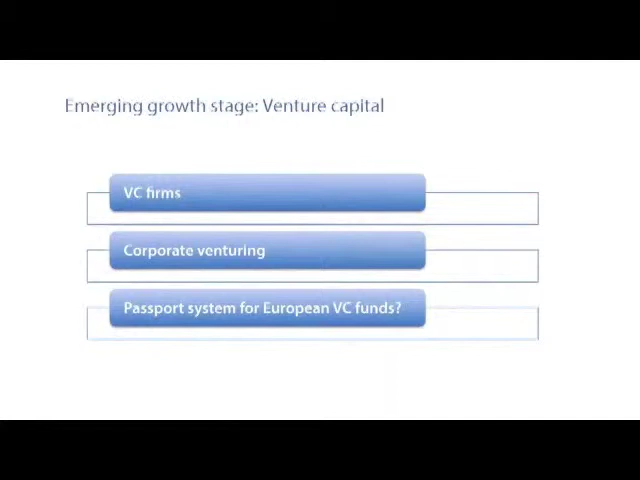 Emerging growth stage: Venture capital
VC firms
Corporate venturing
Passport system for European VC funds?